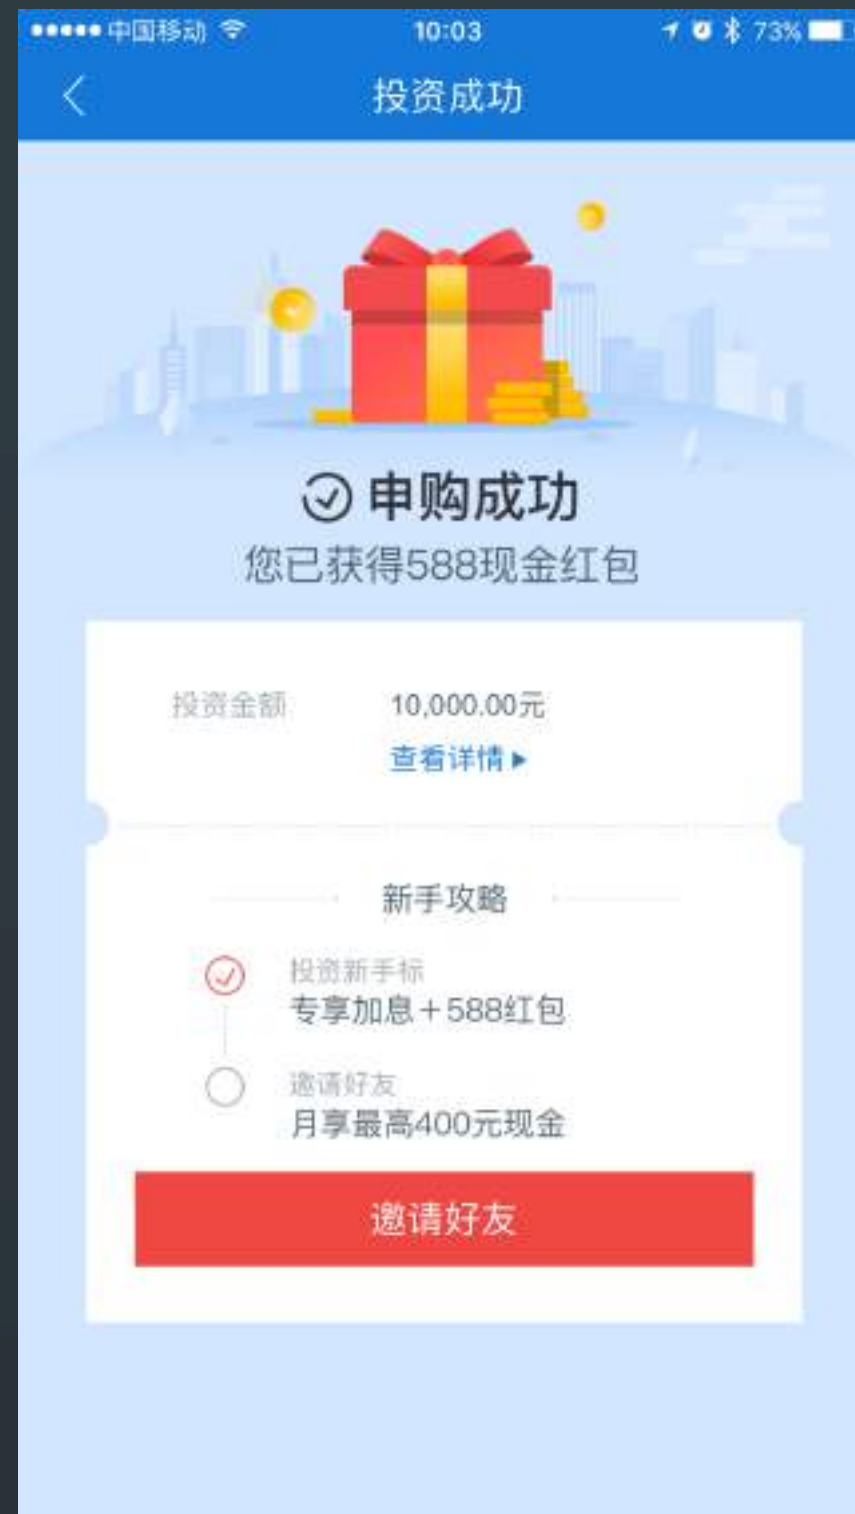 中国移动 10:03 73%
投资成功
申购成功
您已获得588现金红包
投资金额 10,000.00元
查看详情
新手攻略
投资新手标
专享加息+588红包
邀请好友
月享最高400元现金
邀请好友